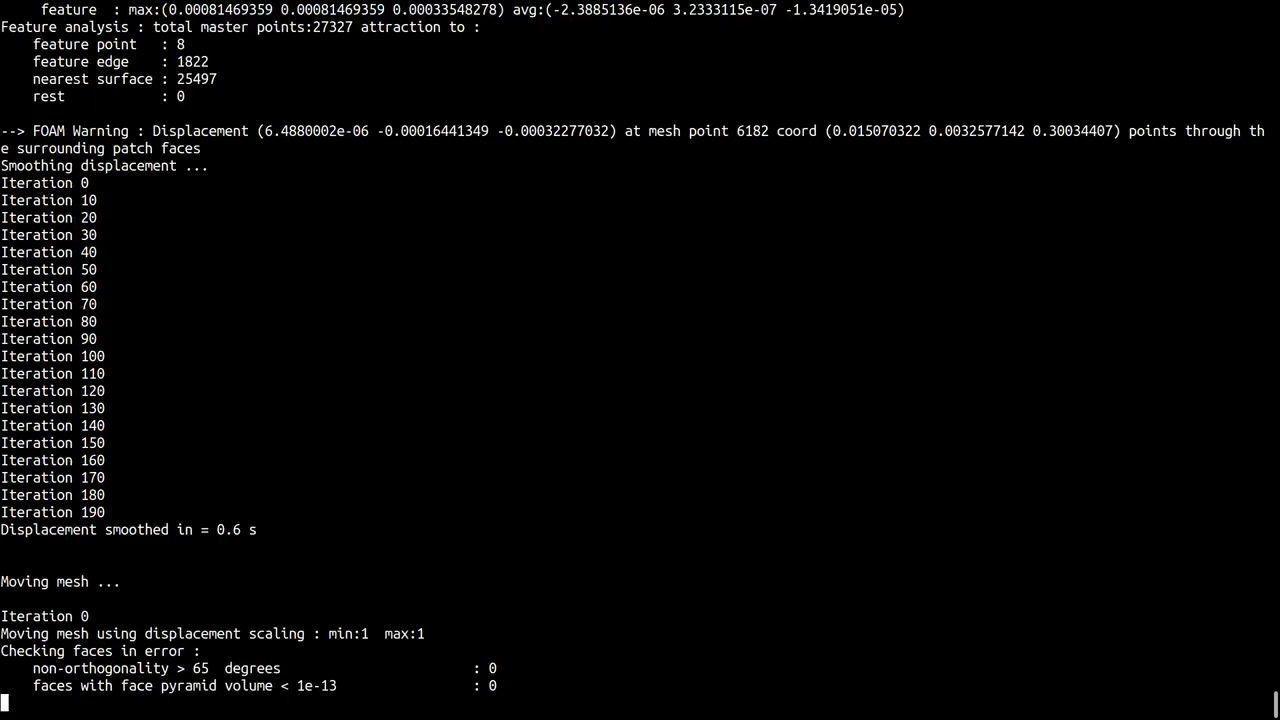 feature  : max:(0.00081469359 0.00081469359 0.00033548278) avg:(-2.3885136e-06 3.2333115e-07 -1.3419051e-05)
Feature analysis : total master points:27327 attraction to :
    feature point   : 8
    feature edge    : 1822
    nearest surface : 25497
    rest            : 0
--> FOAM Warning : Displacement (6.4880002e-06 -0.00016441349 -0.00032277032) at mesh point 6182 coord (0.015070322 0.0032577142 0.30034407) points through th
e surrounding patch faces
Smoothing displacement ...
Iteration 0
Iteration 10
Iteration 20
Iteration 30
Iteration 40
Iteration 50
Iteration 60
Iteration 70
Iteration 80
Iteration 90
Iteration 100
Iteration 110
Iteration 120
Iteration 130
Iteration 140
Iteration 150
Iteration 160
Iteration 170
Iteration 180
Iteration 190
Displacement smoothed in = 0.6 s
Moving mesh ...
Iteration 0
Moving mesh using displacement scaling : min:1  max:1
Checking faces in error :
    non-orthogonality > 65  degrees                        : 0
    faces with face pyramid volume < 1e-13                 : 0